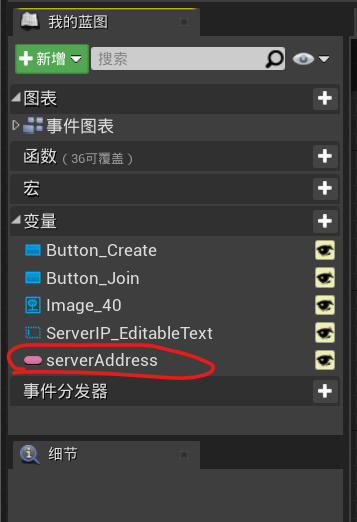 我的蓝图
新增 搜索
图表
事件图表
函数（36可覆盖）
宏
变量
Button_Create
Button_Join
Image_40
ServerIP_EditableText
serverAddress
事件分发器
细节